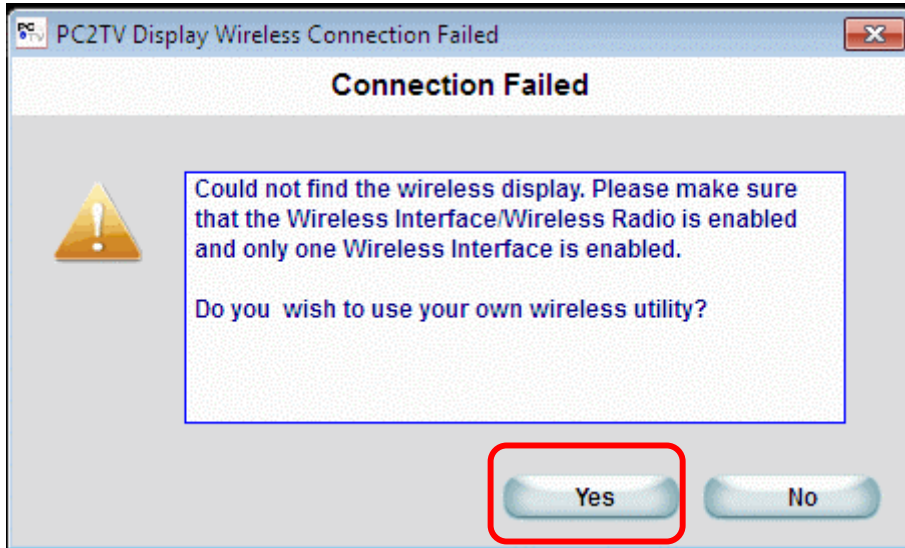 PC TV PC2TV Display Wireless Connection Failed
Connection Failed
Could not find the wireless display. Please make sure
that the Wireless Interface/Wireless Radio is enabled
and only one Wireless Interface is enabled.
Do you  wish to use your own wireless utility?
Yes
No